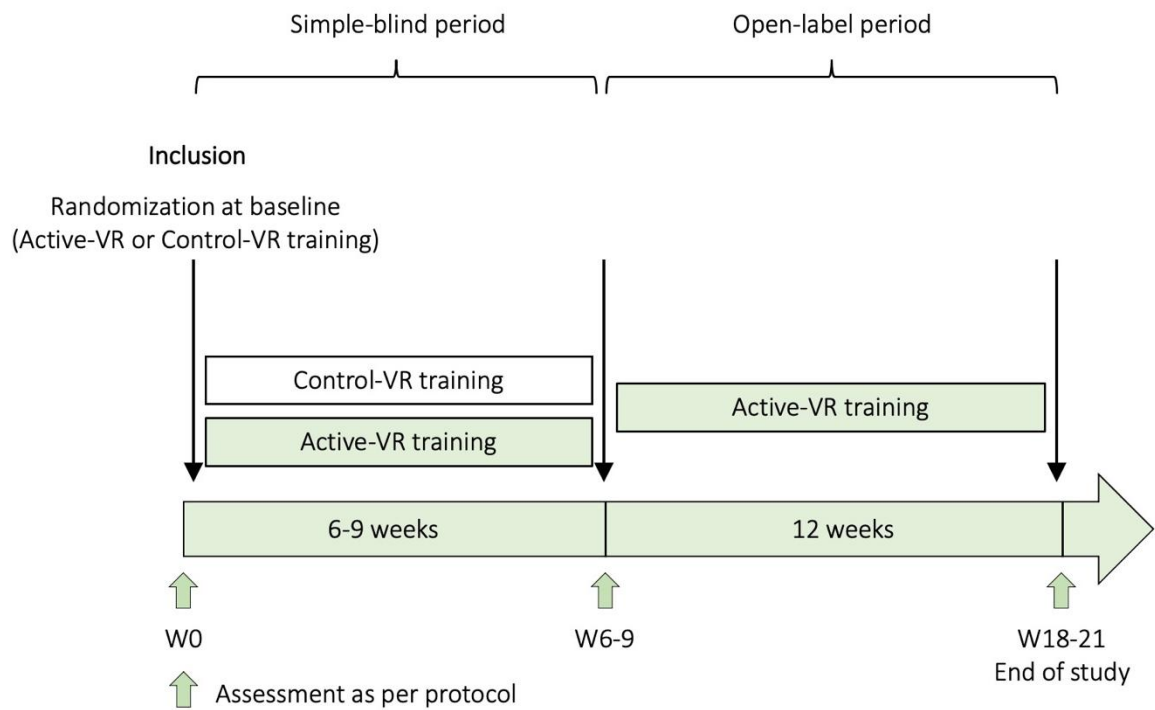 Simple-blind period
Open-label period
Inclusion
Randomization at baseline
(Active-VR or Control-VR training)
Control-VR training
Active-VR training
Active-VR training
6-9 weeks
12 weeks
W0
W6-9
W18-21
End of study
Assessment as per protocol